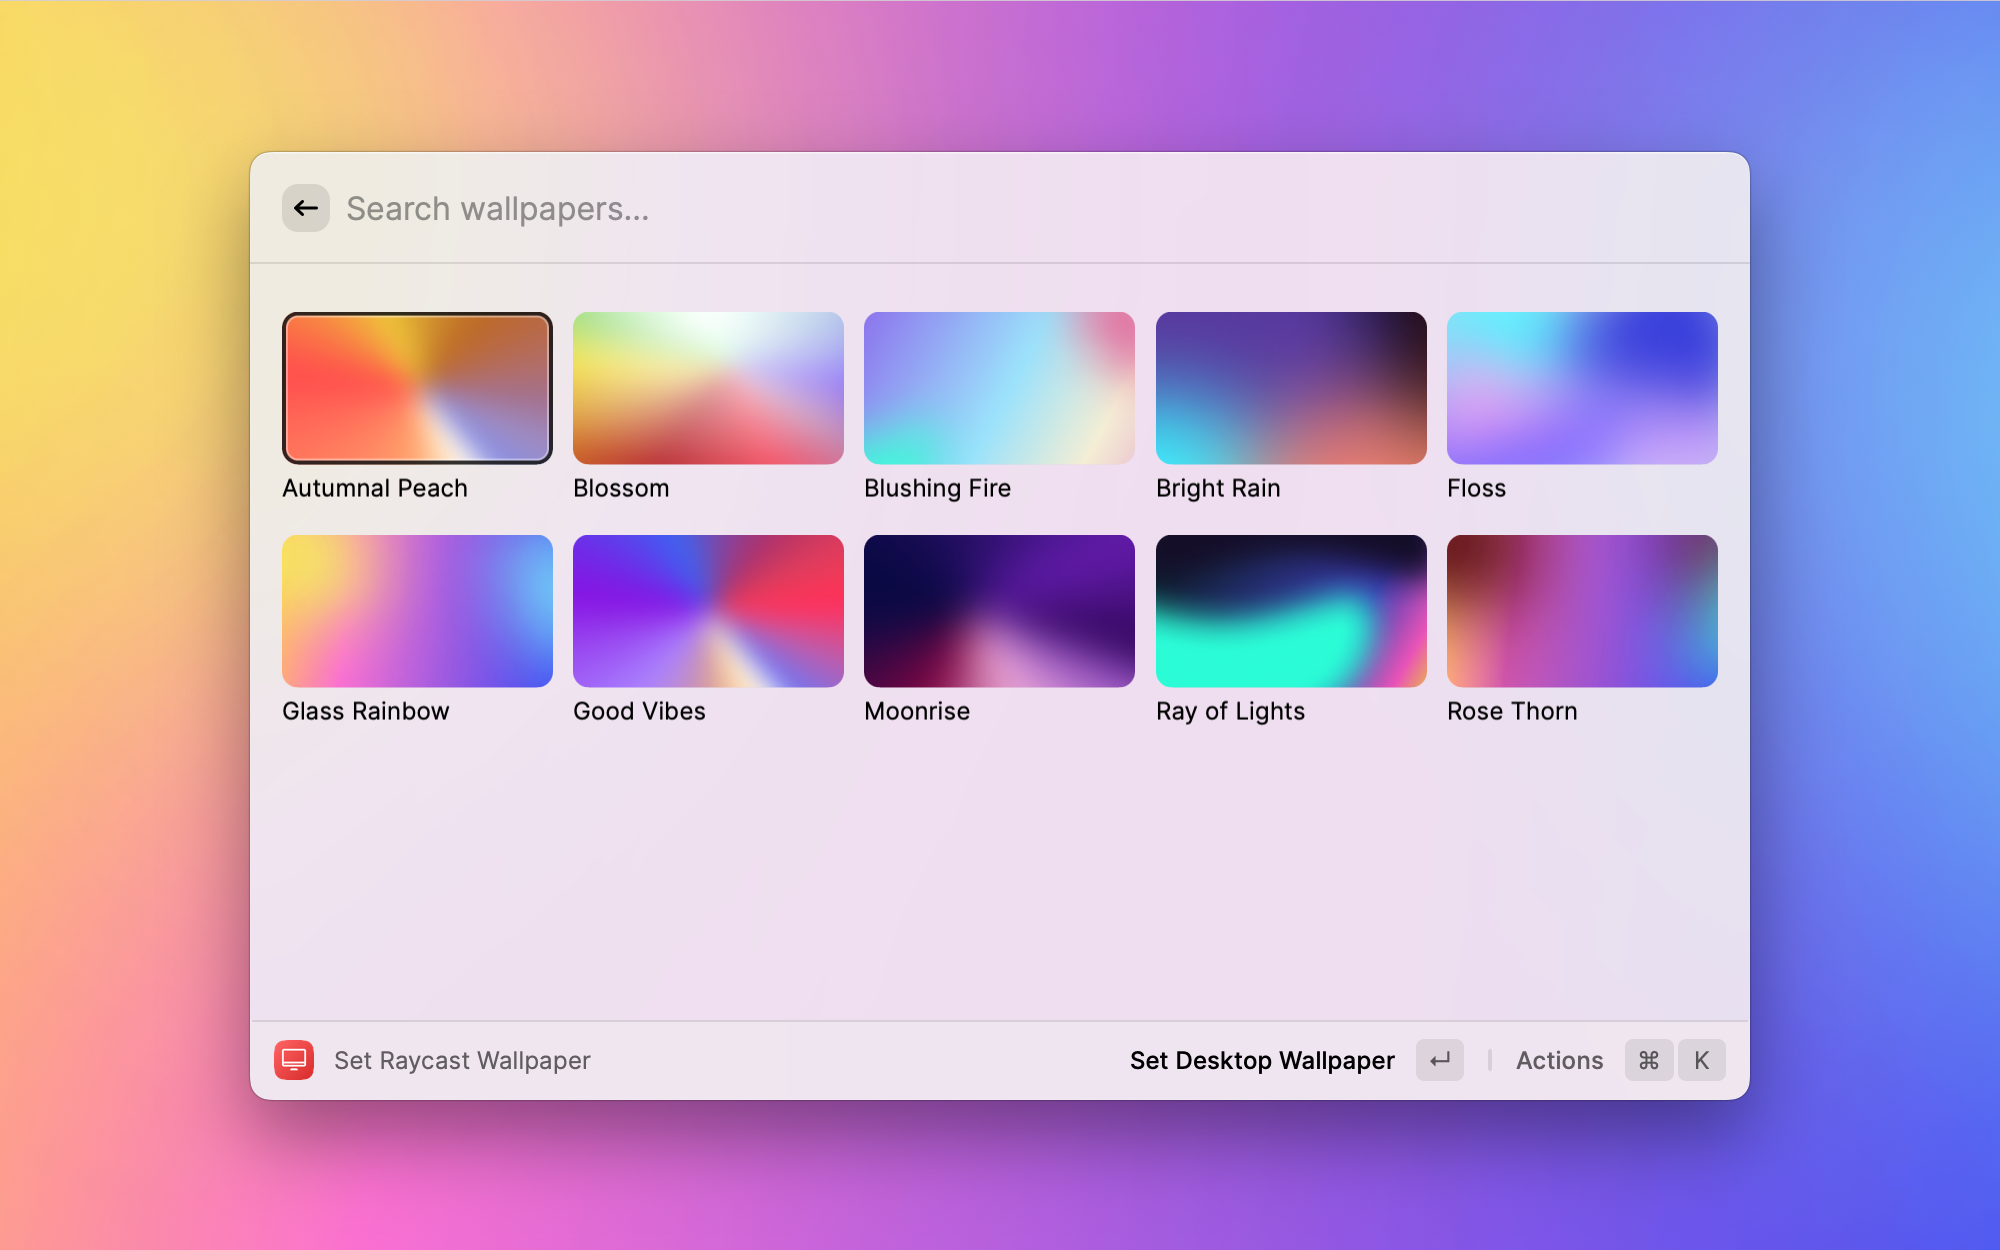 Search wallpapers...
Autumnal Peach
Blossom
Blushing Fire
Bright Rain
Floss
Glass Rainbow
Good Vibes
Moonrise
Ray of Lights
Rose Thorn
Set Raycast Wallpaper
Set Desktop Wallpaper ↵ | Actions ⌘ K